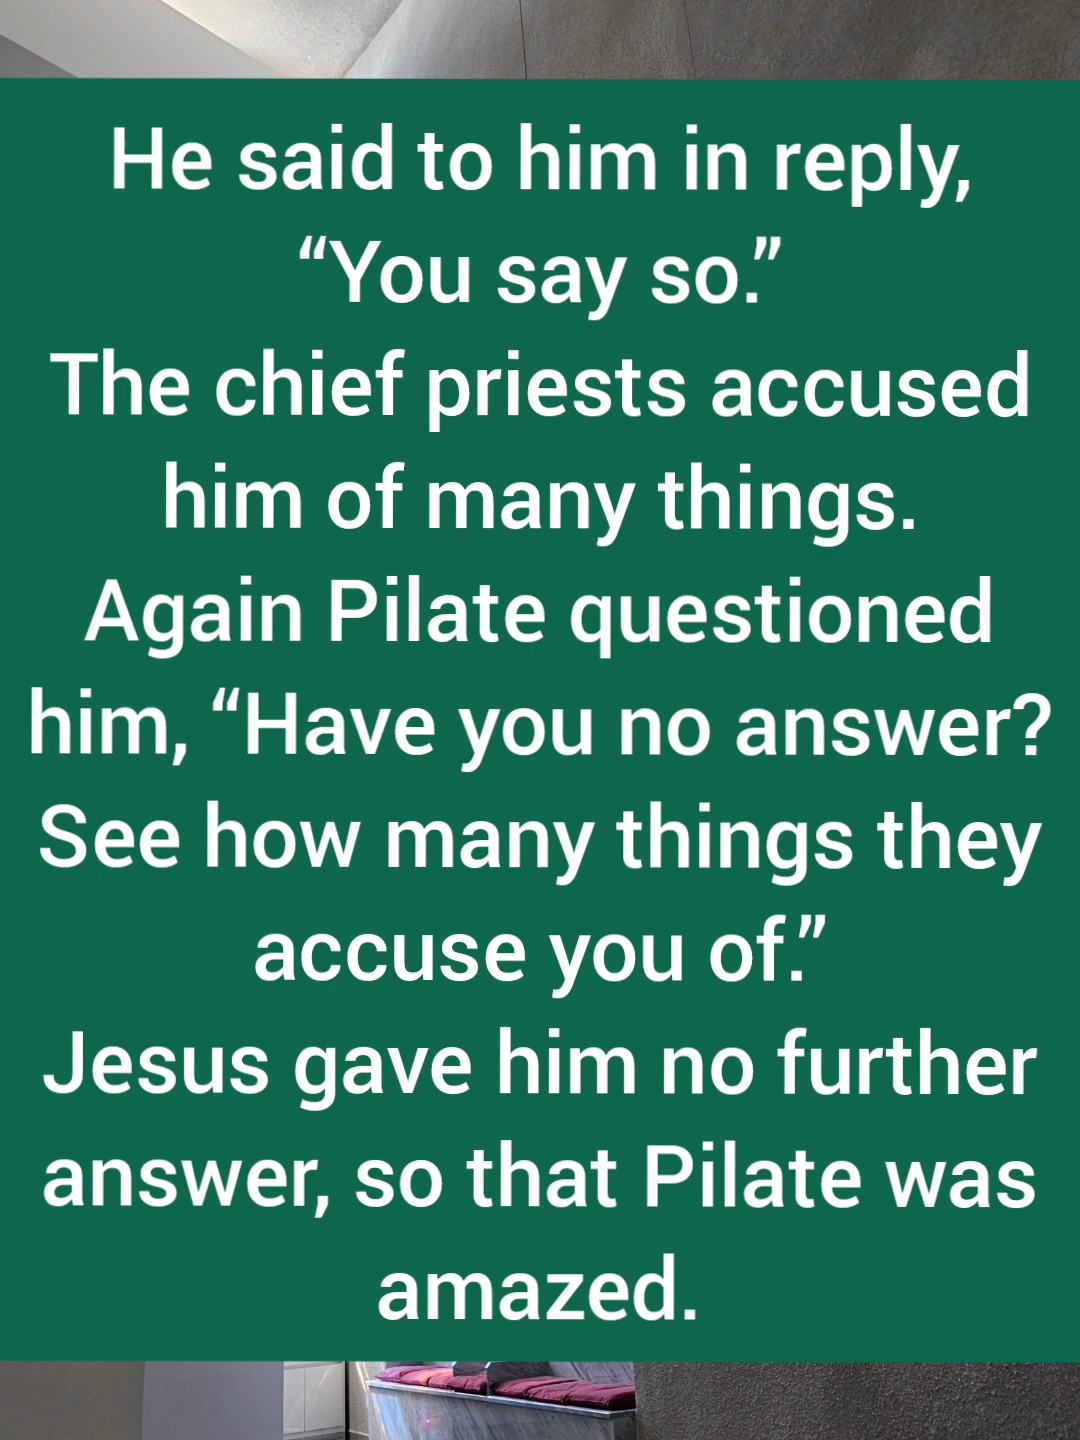 He said to him in reply,
“You say so.”
The chief priests accused
him of many things.
Again Pilate questioned
him, “Have you no answer?
See how many things they
accuse you of.”
Jesus gave him no further
answer, so that Pilate was
amazed.